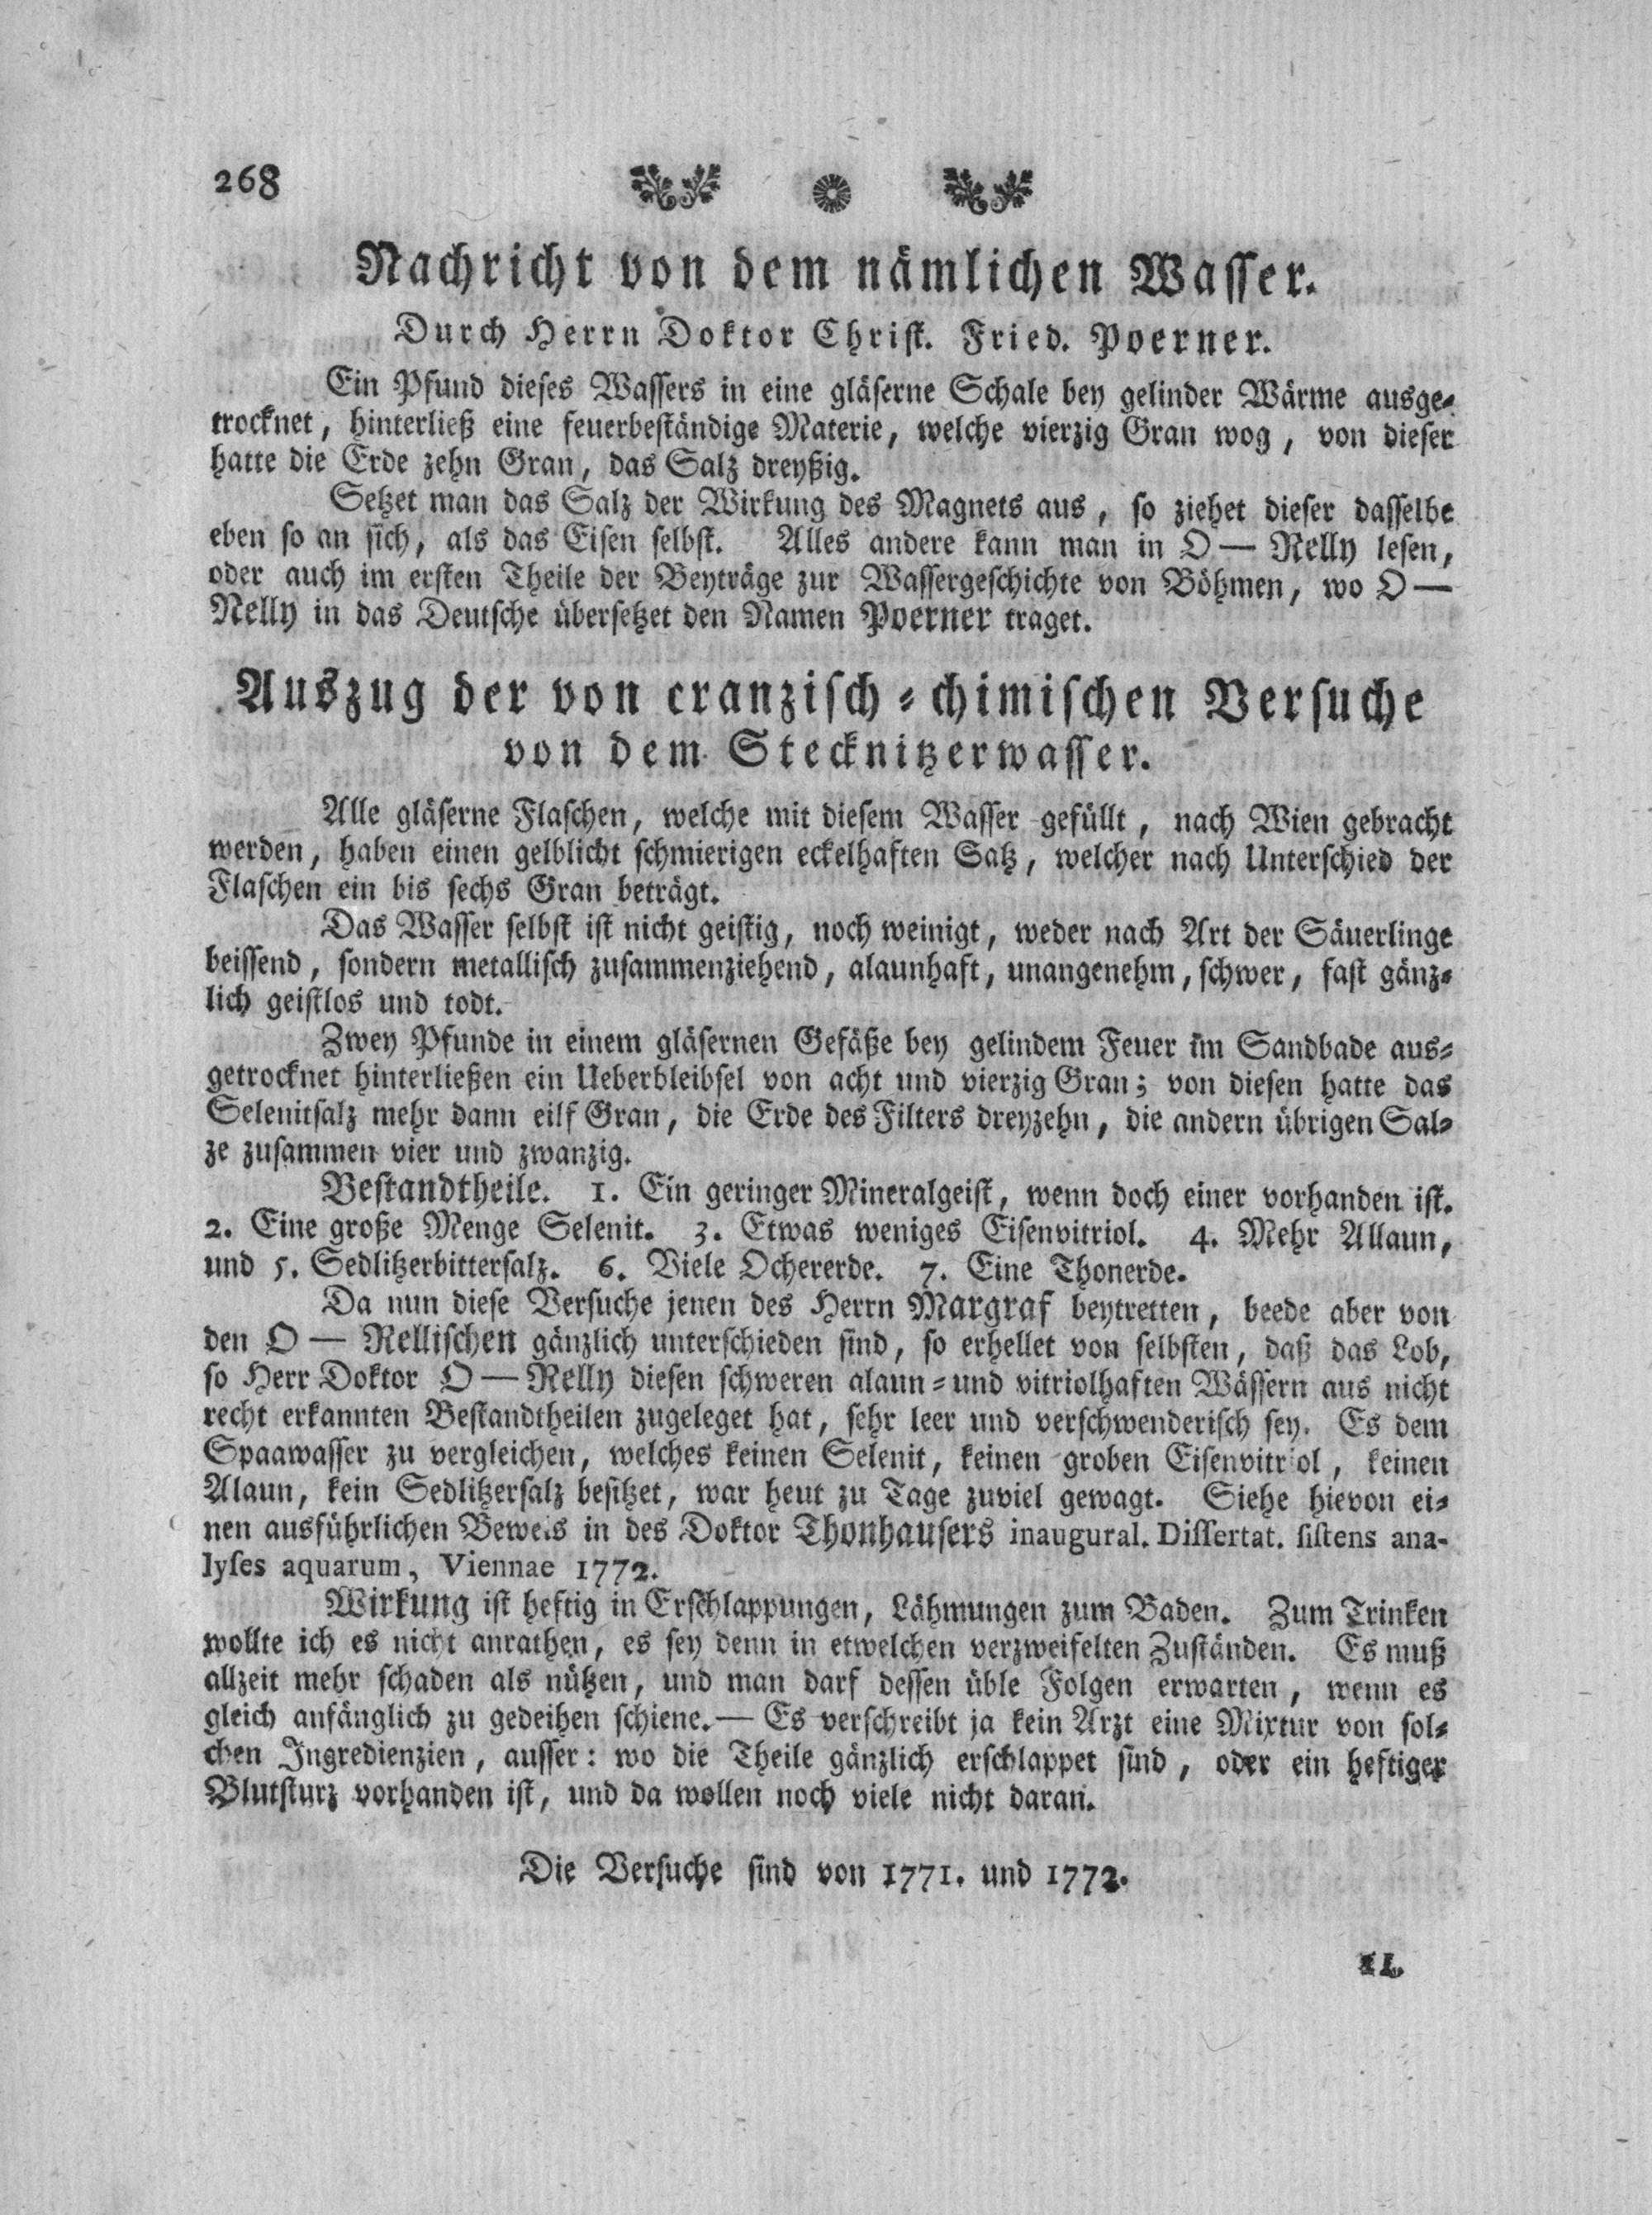 268
Nachricht von dem nämlichen Wasser.
Durch Herrn Doktor Christ. Fried. Poerner.
Ein Pfund dieses Wassers in eine gläserne Schale bey gelinder Wärme ausge-
trocknet, hinterließ eine feuerbeständige Materie, welche vierzig Gran wog, von dieser
hatte die Erde zehn Gran, das Salz dreyßig.
Setzet man das Salz der Wirkung des Magnets aus, so ziehet dieser dasselbe
eben so an sich, als das Eisen selbst. Alles andere kann man in O — Relly lesen,
oder auch im ersten Theile der Beyträge zur Wassergeschichte von Böhmen, wo O —
Relly in das Deutsche übersetzet den Namen Poerner traget.
Auszug der von cranzisch-chimischen Versuche
von dem Stecknitzerwasser.
Alle gläserne Flaschen, welche mit diesem Wasser gefüllt, nach Wien gebracht
werden, haben einen gelblicht schmierigen eckelhaften Satz, welcher nach Unterschied der
Flaschen ein bis sechs Gran beträgt.
Das Wasser selbst ist nicht geistig, noch weinigt, weder nach Art der Säuerlinge
beissend, sondern metallisch zusammenziehend, alaunhaft, unangenehm, schwer, fast gänz-
lich geistlos und todt.
Zwey Pfunde in einem gläsernen Gefäße bey gelindem Feuer im Sandbade aus-
getrocknet hinterließen ein Ueberbleibsel von acht und vierzig Gran; von diesen hatte das
Selenitsalz mehr dann eilf Gran, die Erde des Filters dreyzehn, die andern übrigen Sal-
ze zusammen vier und zwanzig.
Bestandtheile. 1. Ein geringer Mineralgeist, wenn doch einer vorhanden ist.
2. Eine große Menge Selenit. 3. Etwas weniges Eisenvitriol. 4. Mehr Allaun,
und 5. Sedlitzerbittersalz. 6. Viele Ochererde. 7. Eine Thonerde.
Da nun diese Versuche jenen des Herrn Margraf beytretten, beede aber von
den O — Rellischen gänzlich unterschieden sind, so erhellet von selbsten, daß das Lob,
so Herr Doktor O — Relly diesen schweren alaun-und vitriolhaften Wässern aus nicht
recht erkannten Bestandtheilen zugeleget hat, sehr leer und verschwenderisch sey. Es dem
Spaawasser zu vergleichen, welches keinen Selenit, keinen groben Eisenvitriol, keinen
Alaun, kein Sedlitzersalz besitzet, war heut zu Tage zuviel gewagt. Siehe hievon ei-
nen ausführlichen Beweis in des Doktor Thonhausers inaugural. Dissertat. sistens ana-
lyses aquarum, Viennae 1772.
Wirkung ist heftig in Erschlappungen, Lähmungen zum Baden. Zum Trinken
wollte ich es nicht anrathen, es sey denn in etwelchen verzweifelten Zuständen. Es muß
allzeit mehr schaden als nützen, und man darf dessen üble Folgen erwarten, wenn es
gleich anfänglich zu gedeihen schiene. — Es verschreibt ja kein Arzt eine Mixtur von sol-
chen Ingredienzien, ausser: wo die Theile gänzlich erschlappet sind, oder ein heftiger
Blutsturz vorhanden ist, und da wollen noch viele nicht daran.
Die Versuche sind von 1771. und 1772.